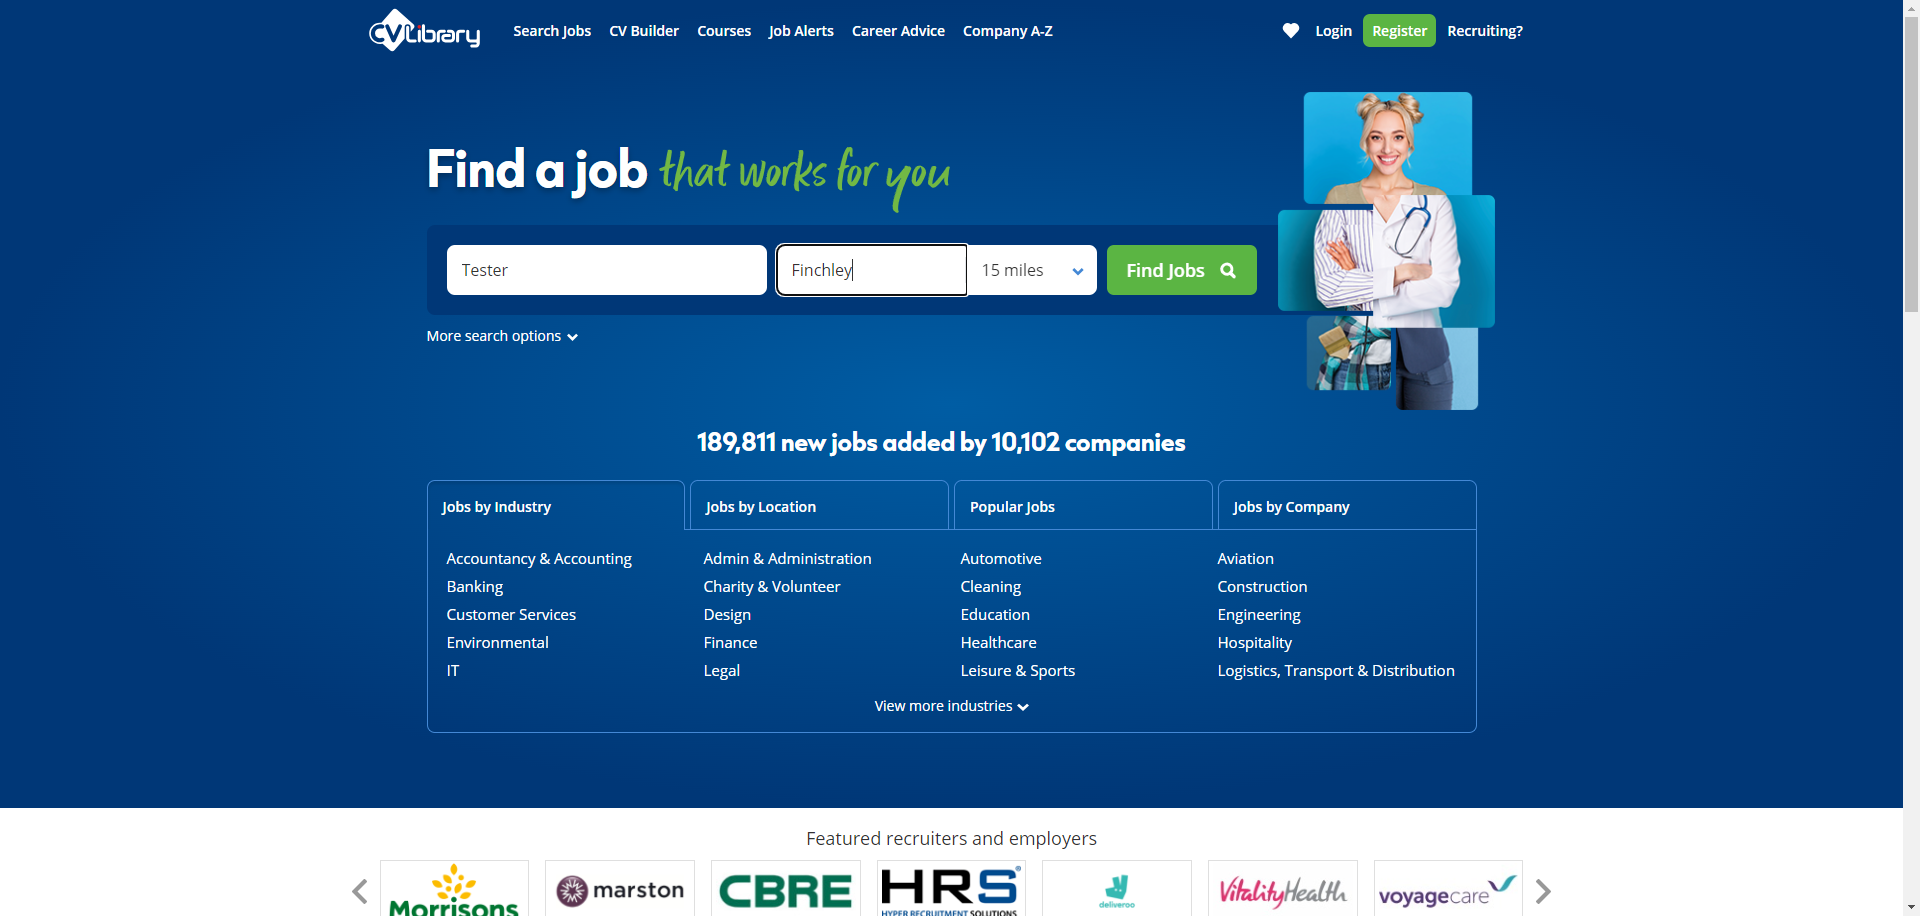 CVLibrary
Search Jobs CV Builder Courses Job Alerts Career Advice Company A-Z
Login Register Recruiting?
Find a job that works for you
Tester Finchley 15 miles Find Jobs
More search options
189,811 new jobs added by 10,102 companies
Jobs by Industry Jobs by Location Popular Jobs Jobs by Company
Accountancy & Accounting Admin & Administration Automotive Aviation
Banking Charity & Volunteer Cleaning Construction
Customer Services Design Education Engineering
Environmental Finance Healthcare Hospitality
IT Legal Leisure & Sports Logistics, Transport & Distribution
View more industries
Featured recruiters and employers
Morrisons marston CBRE HRS® VitalityHealth voyagecare
HYPER RECRUITMENT SOLUTIONS deliveroo